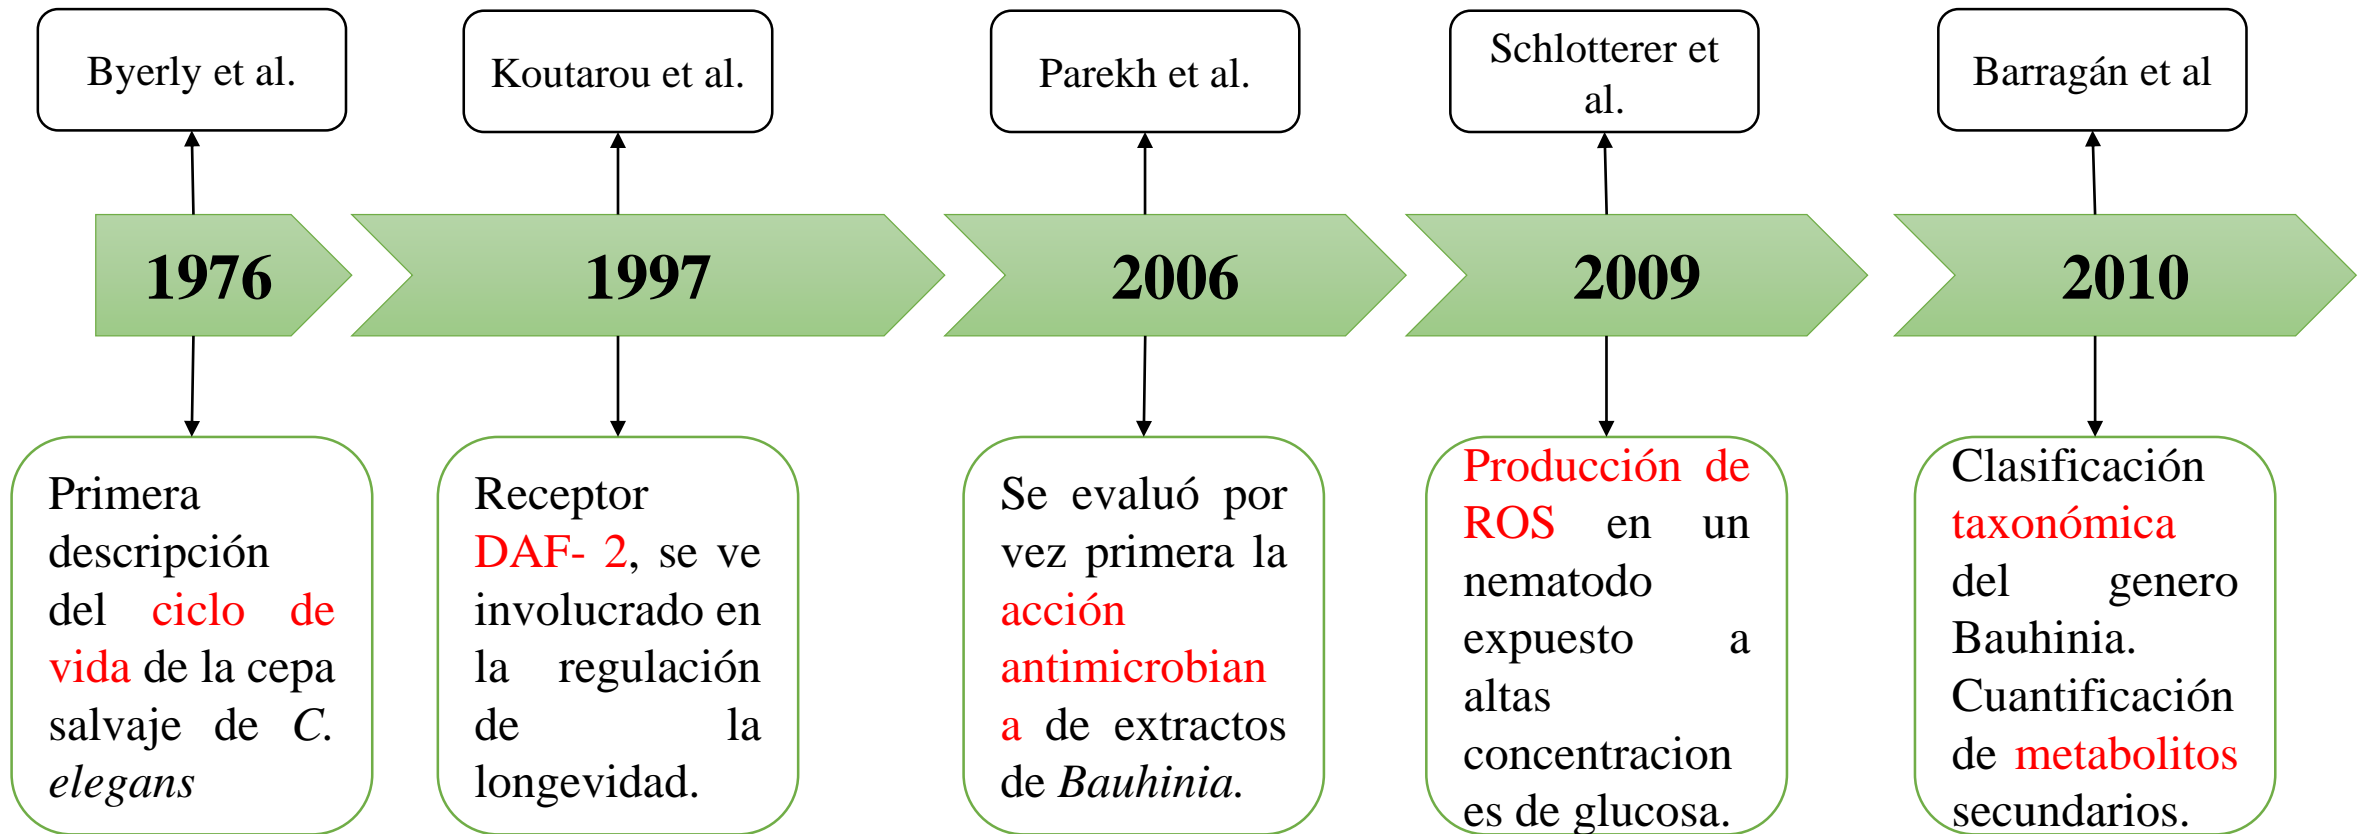 Byerly et al.
Koutarou et al.
Parekh et al.
Schlotterer et
al.
Barragán et al
1976
1997
2006
2009
2010
Primera
descripción
del ciclo de
vida de la cepa
salvaje de C.
elegans
Receptor
DAF- 2, se ve
involucrado en
la regulación
de la
longevidad.
Se evaluó por
vez primera la
acción
antimicrobian
a de extractos
de Bauhinia.
Producción de
ROS en un
nematodo
expuesto a
altas
concentracion
es de glucosa.
Clasificación
taxonómica
del genero
Bauhinia.
Cuantificación
de metabolitos
secundarios.